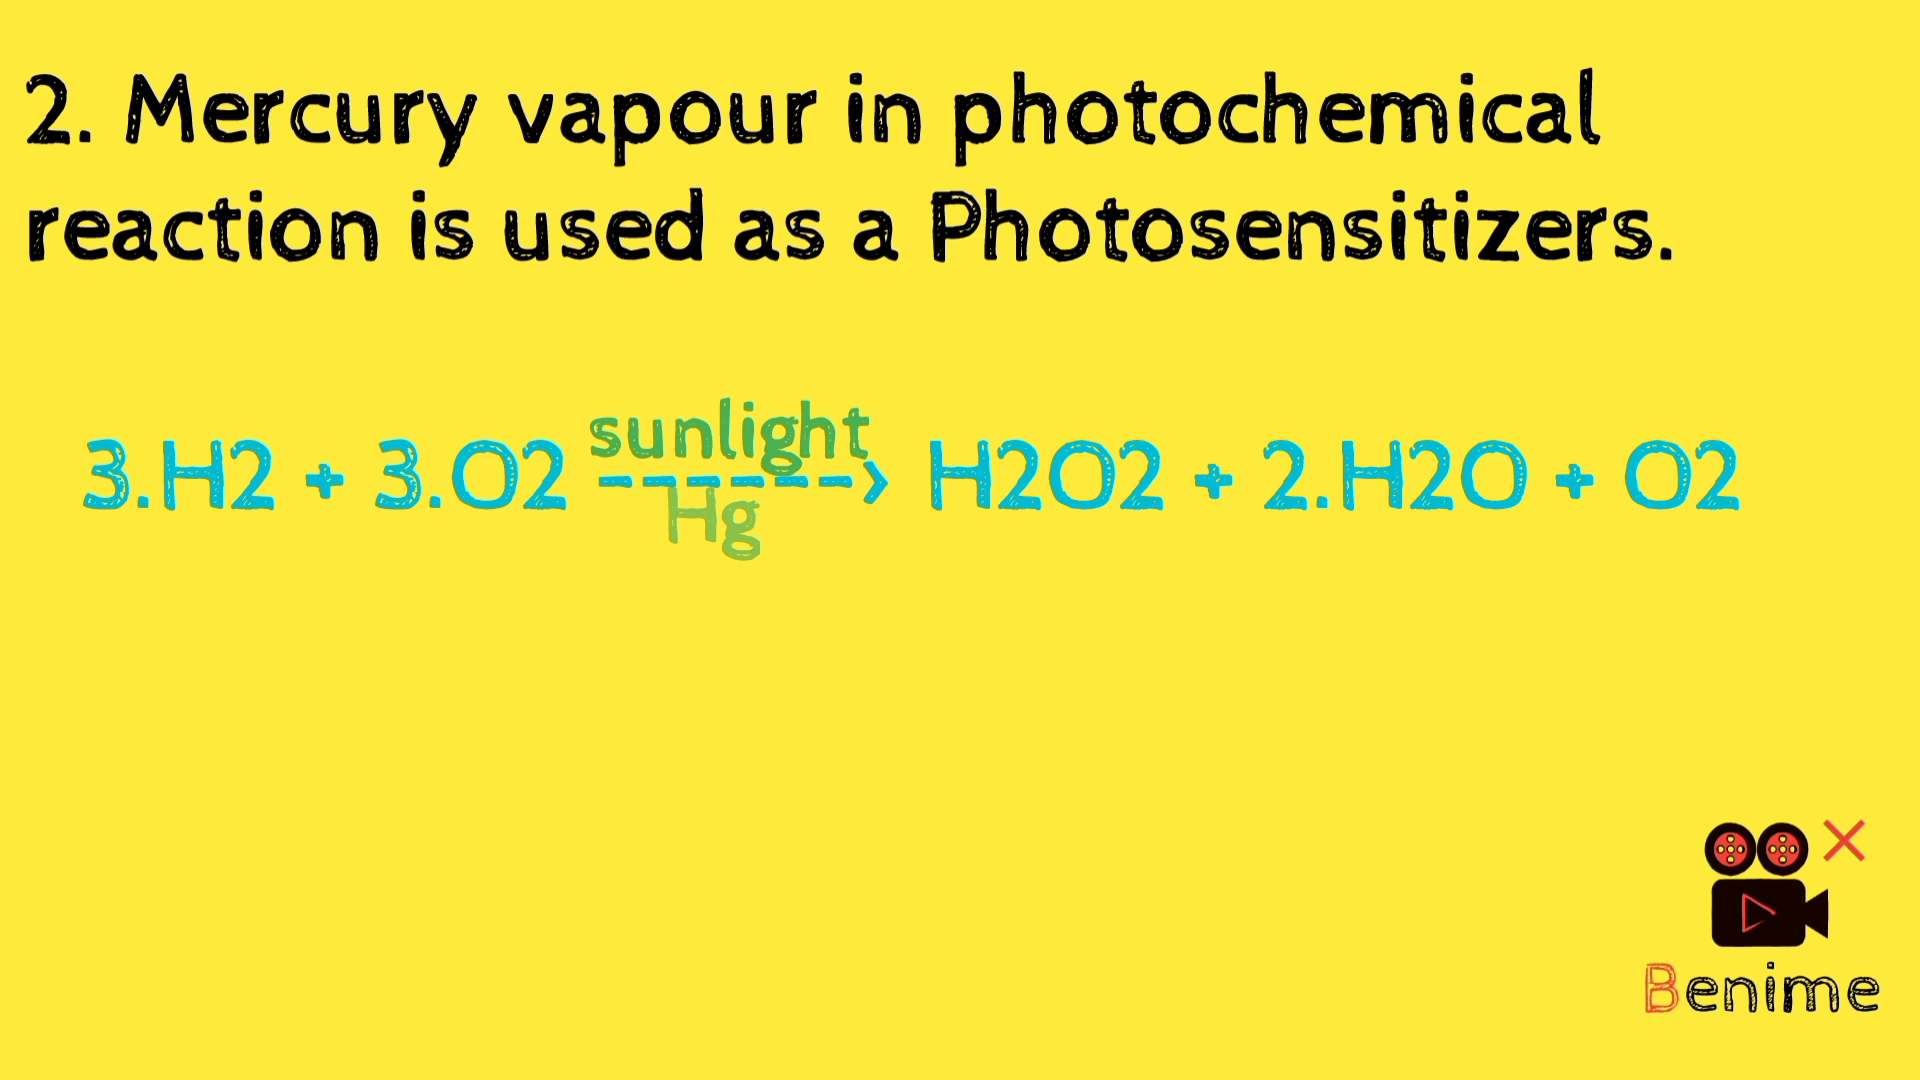 2. Mercury vapour in photochemical
reaction is used as a Photosensitizers.
sunlight
3.H2 + 3.O2 ------> H2O2 + 2.H2O + O2
Hg
Benime